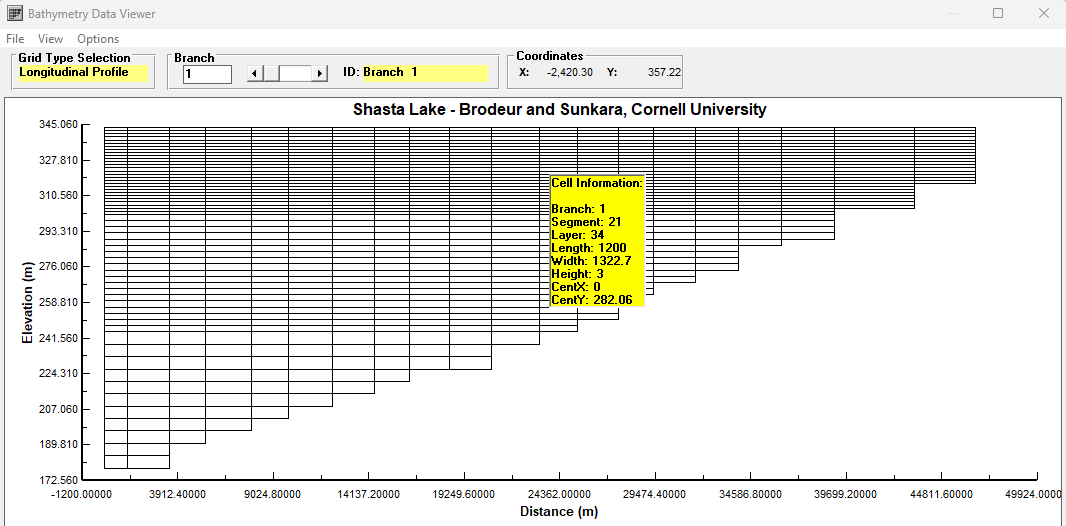 Bathymetry Data Viewer
File View Options
Grid Type Selection
Longitudinal Profile
Branch
1
ID: Branch 1
Coordinates
X: -2,420.30 Y: 357.22
Shasta Lake - Brodeur and Sunkara, Cornell University
345.060
327.810
310.560
293.310
276.060
258.810
241.560
224.310
207.060
189.810
172.560
Elevation (m)
Cell Information:
Branch: 1
Segment: 21
Layer: 34
Length: 1200
Width: 1322.7
Height: 3
CentX: 0
CentY: 282.06
-1200.00000 3912.40000 9024.80000 14137.20000 19249.60000 24362.00000 29474.40000 34586.80000 39699.20000 44811.60000 49924.0000
Distance (m)